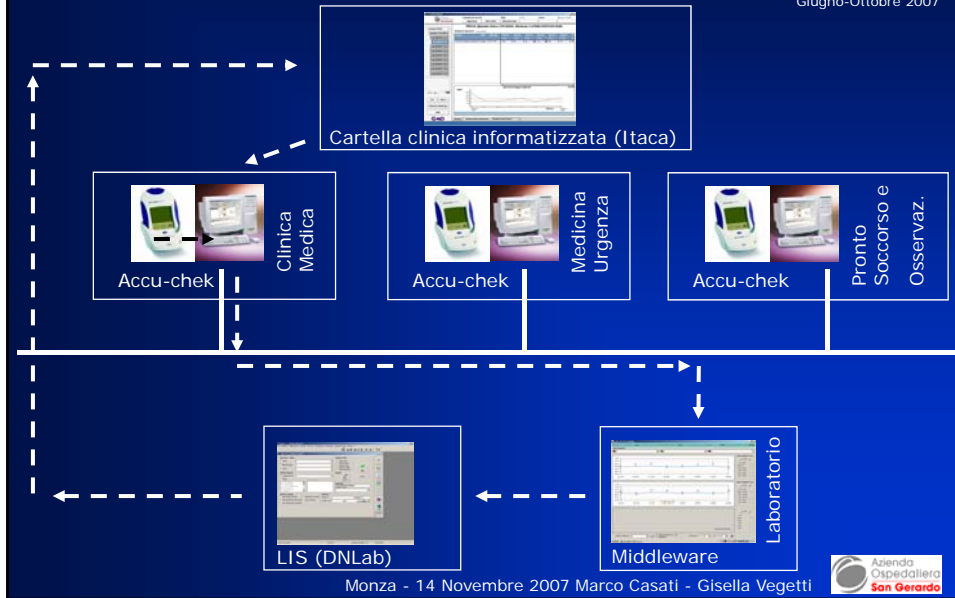 Giugno-Ottobre 2007
Cartella clinica informatizzata (Itaca)
Accu-chek
Clinica
Medica
Accu-chek
Medicina
Urgenza
Accu-chek
Pronto
Soccorso e
Osservaz.
LIS (DNLab)
Middleware
Laboratorio
Monza - 14 Novembre 2007 Marco Casati - Gisella Vegetti
Azienda
Ospedaliera
San Gerardo